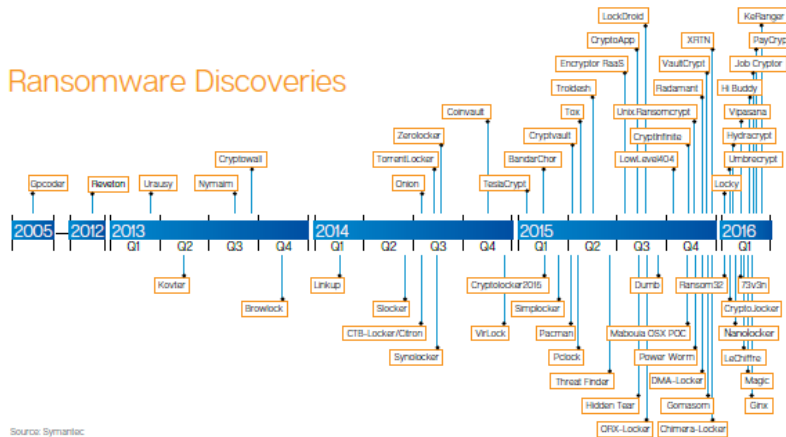 Ransomware Discoveries
LockDroid
KeRanger
CryptoApp
XRTN
PayCryp
Encryptor RaaS
VaultCrypt
Job Cryptor
Troldesh
Radamant
Hi Buddy
Coinvault
Tox
Unix.Ransomcrypt
Vipasana
Zerolocker
Cryptvault
CryptInfinite
Hydracrypt
Cryptowall
TorrentLocker
BandarChor
LowLevel404
Umbrecrypt
Gpcoder
Reveton
Urausy
Nymaim
Onion
TeslaCrypt
Locky
2005
2012
2013
2014
2015
2016
Q1
Q2
Q3
Q4
Q1
Q2
Q3
Q4
Q1
Q2
Q3
Q4
Q1
Kovter
Linkup
Cryptolocker2015
Dumb
Ransom32
73v3n
Browlock
Slocker
Simplocker
CryptoJocker
CTB-Locker/Citron
VirLock
Pacman
Mabouia OSX POC
Nanolocker
Synolocker
Pclock
Power Worm
LeChiffre
Threat Finder
DMA-Locker
Magic
Hidden Tear
Gomasom
Ginx
ORX-Locker
Chimera-Locker
Source: Symantec